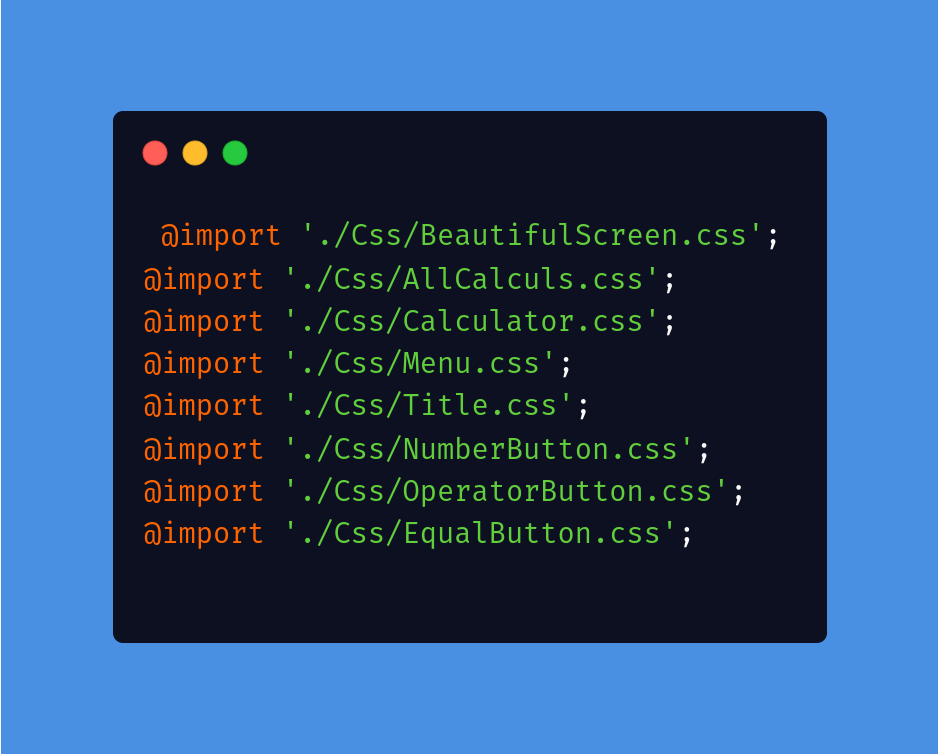 @import './Css/BeautifulScreen.css';
@import './Css/AllCalculs.css';
@import './Css/Calculator.css';
@import './Css/Menu.css';
@import './Css/Title.css';
@import './Css/NumberButton.css';
@import './Css/OperatorButton.css';
@import './Css/EqualButton.css';